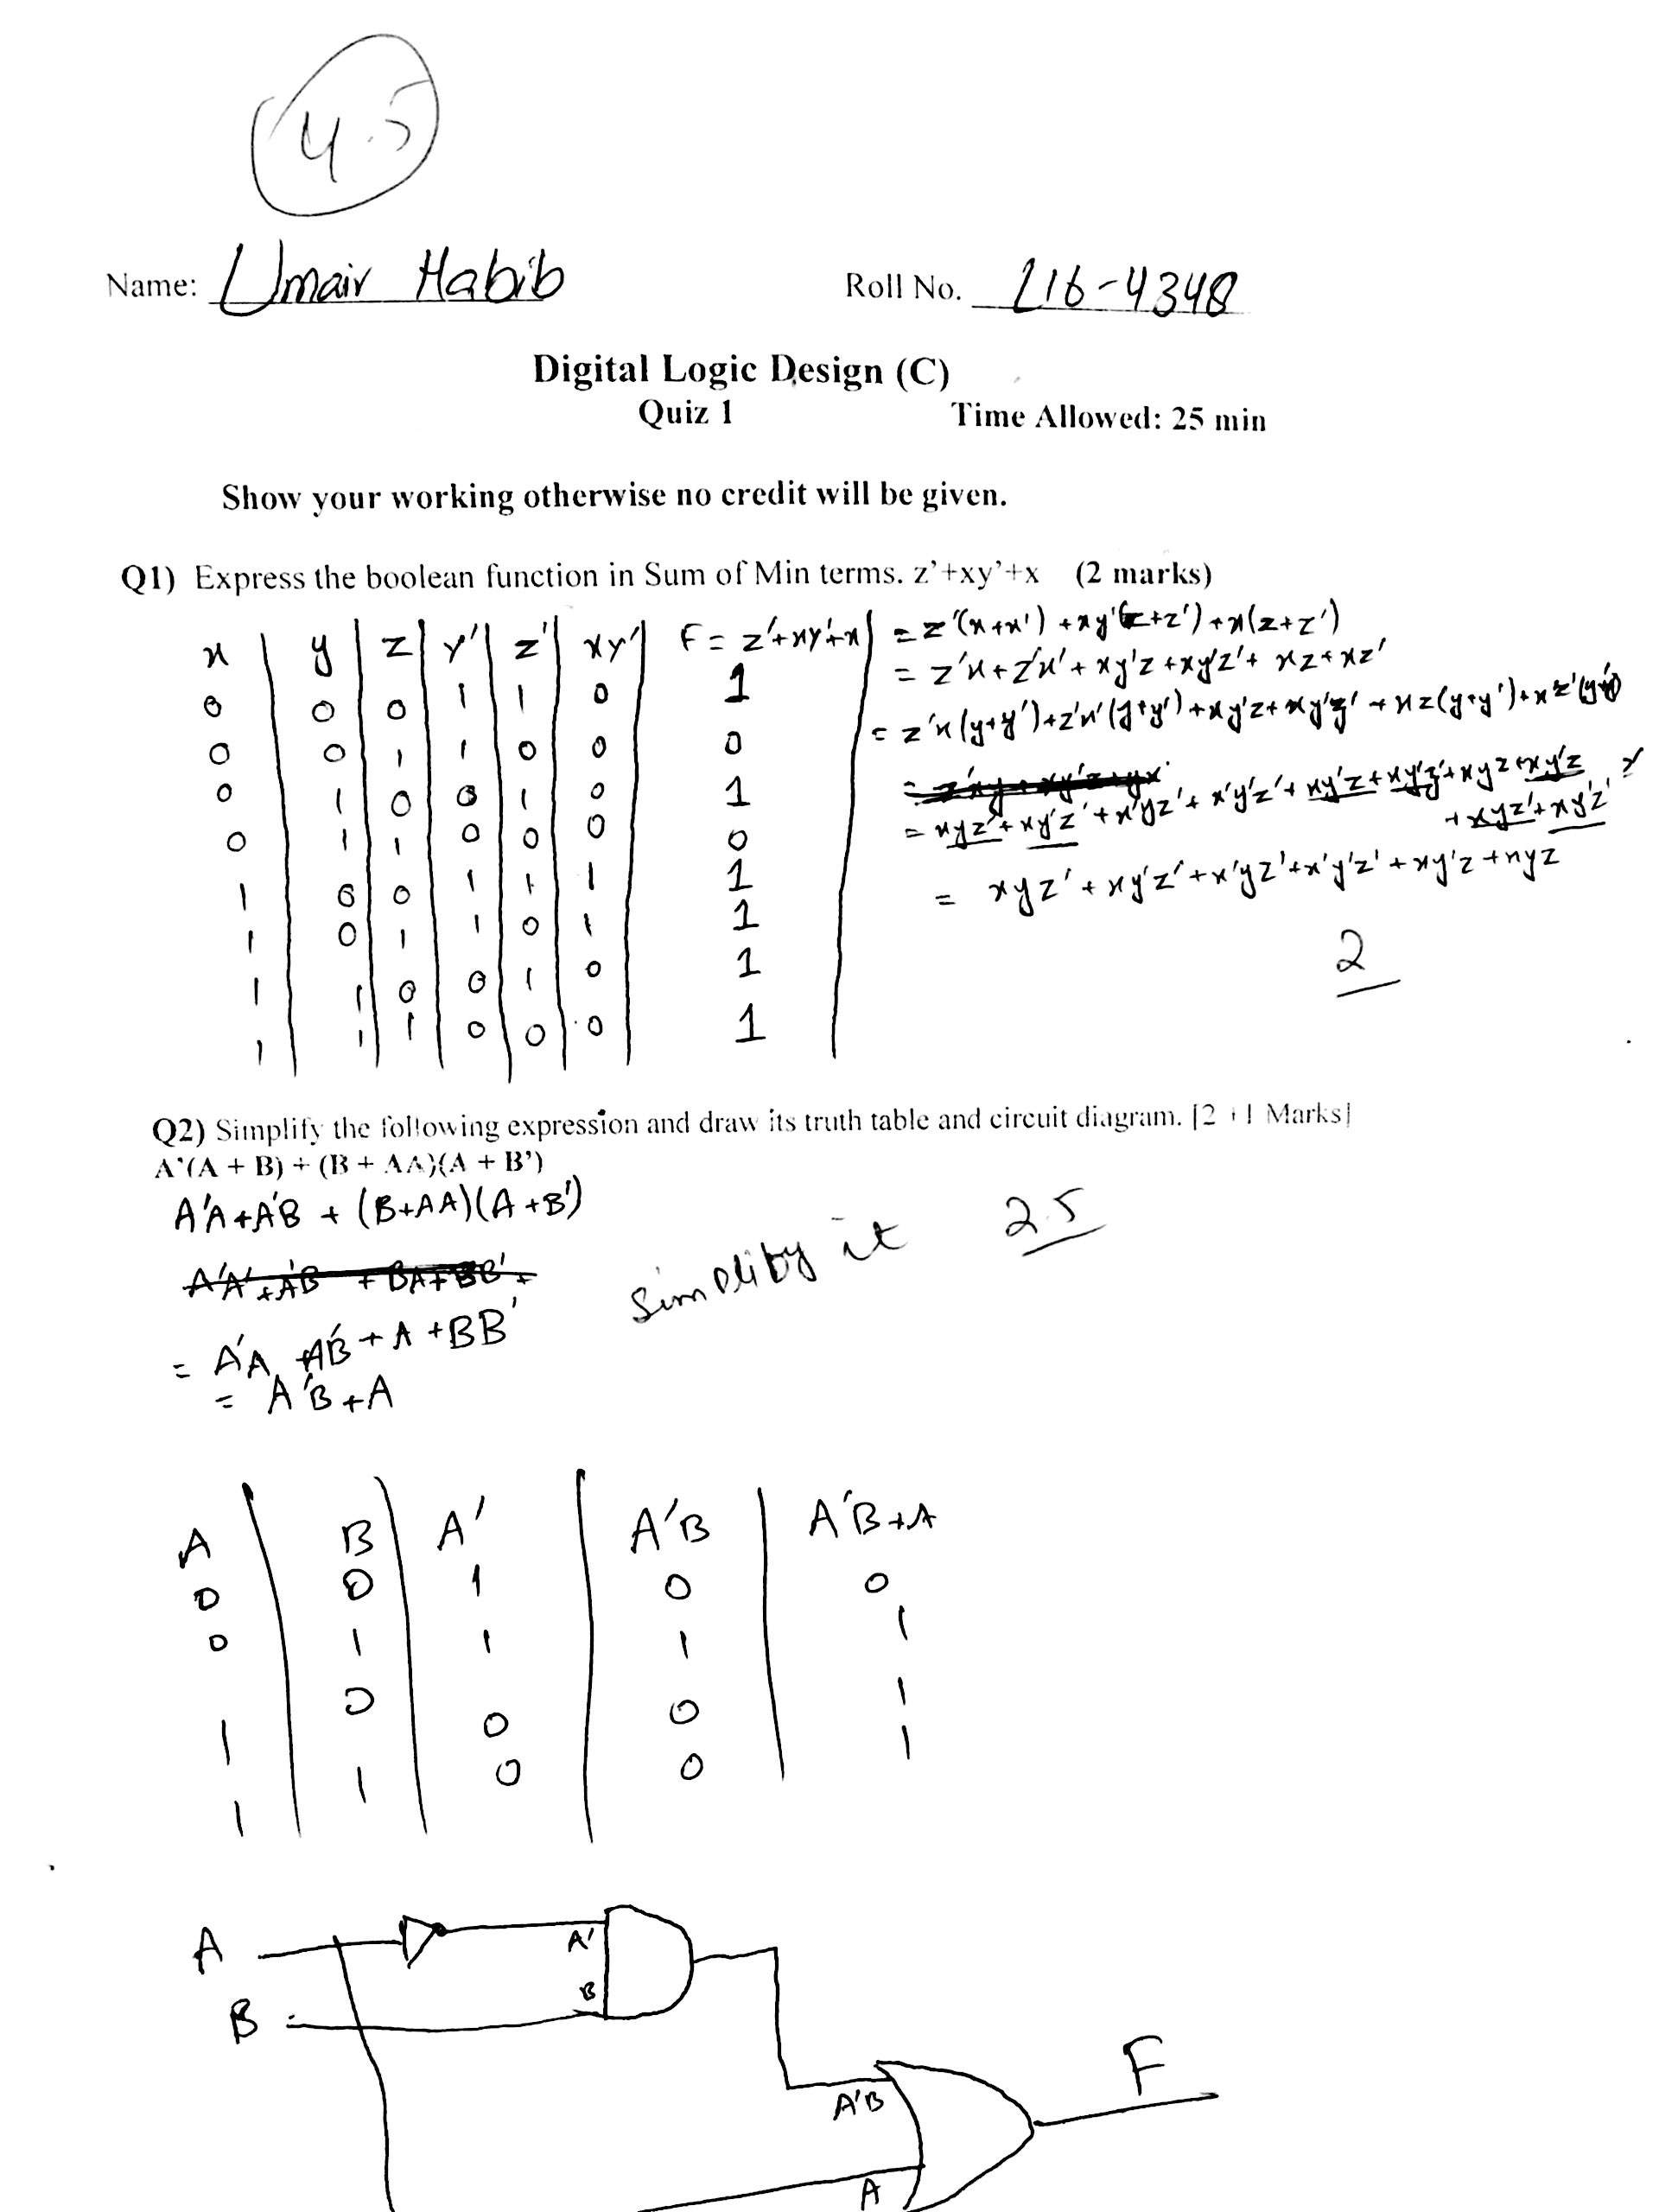 4.5
Name: Umair Habib Roll No. L16-4348
Digital Logic Design (C)
Quiz 1 Time Allowed: 25 min
Show your working otherwise no credit will be given.
Q1) Express the boolean function in Sum of Min terms. z'+xy'+x (2 marks)
x y z y' z' xy' F = z'+xy'+x
0 0 0 1 1 0 1
0 0 1 1 0 0 0
0 1 0 0 1 0 1
0 1 1 0 0 0 0
1 0 0 1 1 1 1
1 0 1 1 0 1 1
1 1 0 0 1 0 1
1 1 1 0 0 0 1
= z'(x+x') + xy'(z+z') + x(z+z')
= z'x + z'x' + xy'z + xy'z' + xz + xz'
= z'x(y+y') + z'x'(y+y') + xy'z + xy'z' + xz(y+y') + xz'(y+y')
= xyz' + xy'z' + x'yz' + x'y'z' + xy'z + xy'z' + xyz + xy'z
+ xyz' + xy'z'
= xyz' + xy'z' + x'yz' + x'y'z' + xy'z + xyz
2
Q2) Simplify the following expression and draw its truth table and circuit diagram. [2 + 1 Marks]
A'(A + B) + (B + AA)(A + B')
A'A + A'B + (B+AA)(A+B')
A'A' + A'B + BA + BB' +
= A'A + A'B + A + BB'
= A'B + A
simplify it 2.5
A B A' A'B A'B+A
0 0 1 0 0
0 1 1 1 1
1 0 0 0 1
1 1 0 0 1
A
A'
B
B
A'B
F
A